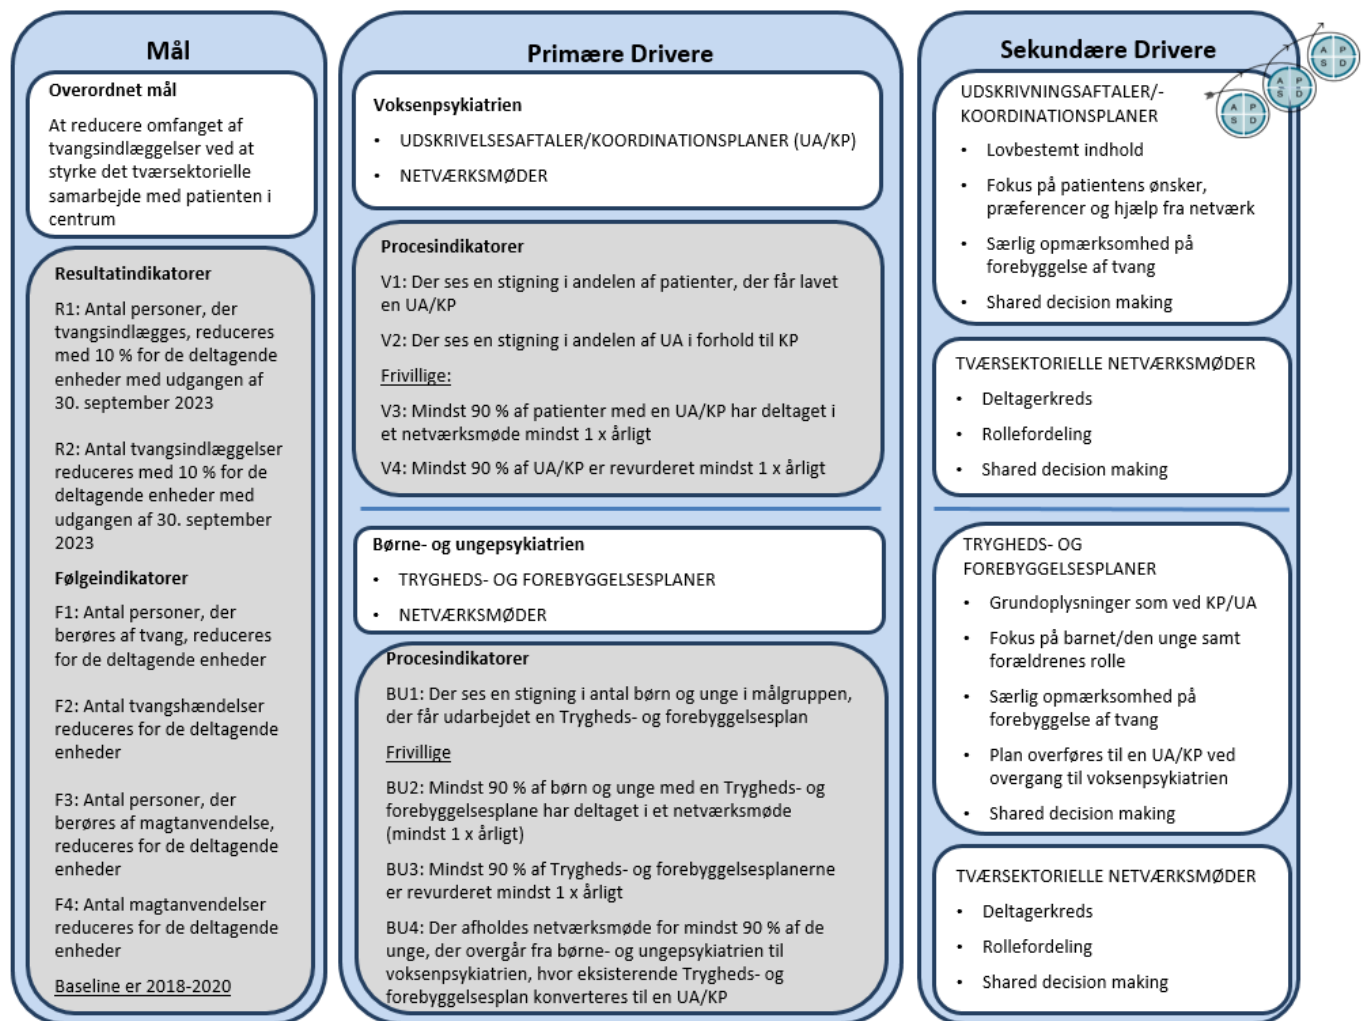 Mål
Overordnet mål
At reducere omfanget af
tvangsindlæggelser ved at
styrke det tværsektorielle
samarbejde med patienten i
centrum
Resultatindikatorer
R1: Antal personer, der
tvangsindlægges, reduceres
med 10 % for de deltagende
enheder med udgangen af
30. september 2023
R2: Antal tvangsindlæggelser
reduceres med 10 % for de
deltagende enheder med
udgangen af 30. september
2023
Følgeindikatorer
F1: Antal personer, der
berøres af tvang, reduceres
for de deltagende enheder
F2: Antal tvangshændelser
reduceres for de deltagende
enheder
F3: Antal personer, der
berøres af magtanvendelse,
reduceres for de deltagende
enheder
F4: Antal magtanvendelser
reduceres for de deltagende
enheder
Baseline er 2018-2020
Primære Drivere
Voksenpsykiatrien
• UDSKRIVELSESAFTALER/KOORDINATIONSPLANER (UA/KP)
• NETVÆRKSMØDER
Procesindikatorer
V1: Der ses en stigning i andelen af patienter, der får lavet
en UA/KP
V2: Der ses en stigning i andelen af UA i forhold til KP
Frivillige:
V3: Mindst 90 % af patienter med en UA/KP har deltaget i
et netværksmøde mindst 1 x årligt
V4: Mindst 90 % af UA/KP er revurderet mindst 1 x årligt
Børne- og ungepsykiatrien
• TRYGHEDS- OG FOREBYGGELSESPLANER
• NETVÆRKSMØDER
Procesindikatorer
BU1: Der ses en stigning i antal børn og unge i målgruppen,
der får udarbejdet en Trygheds- og forebyggelsesplan
Frivillige
BU2: Mindst 90 % af børn og unge med en Trygheds- og
forebyggelsesplane har deltaget i et netværksmøde
(mindst 1 x årligt)
BU3: Mindst 90 % af Trygheds- og forebyggelsesplanerne
er revurderet mindst 1 x årligt
BU4: Der afholdes netværksmøde for mindst 90 % af de
unge, der overgår fra børne- og ungepsykiatrien til
voksenpsykiatrien, hvor eksisterende Trygheds- og
forebyggelsesplan konverteres til en UA/KP
Sekundære Drivere
A P
S D
A P
S D
A P
S D
UDSKRIVNINGSAFTALER/-
KOORDINATIONSPLANER
• Lovbestemt indhold
• Fokus på patientens ønsker,
præferencer og hjælp fra netværk
• Særlig opmærksomhed på
forebyggelse af tvang
• Shared decision making
TVÆRSEKTORIELLE NETVÆRKSMØDER
• Deltagerkreds
• Rollefordeling
• Shared decision making
TRYGHEDS- OG
FOREBYGGELSESPLANER
• Grundoplysninger som ved KP/UA
• Fokus på barnet/den unge samt
forældrenes rolle
• Særlig opmærksomhed på
forebyggelse af tvang
• Plan overføres til en UA/KP ved
overgang til voksenpsykiatrien
• Shared decision making
TVÆRSEKTORIELLE NETVÆRKSMØDER
• Deltagerkreds
• Rollefordeling
• Shared decision making